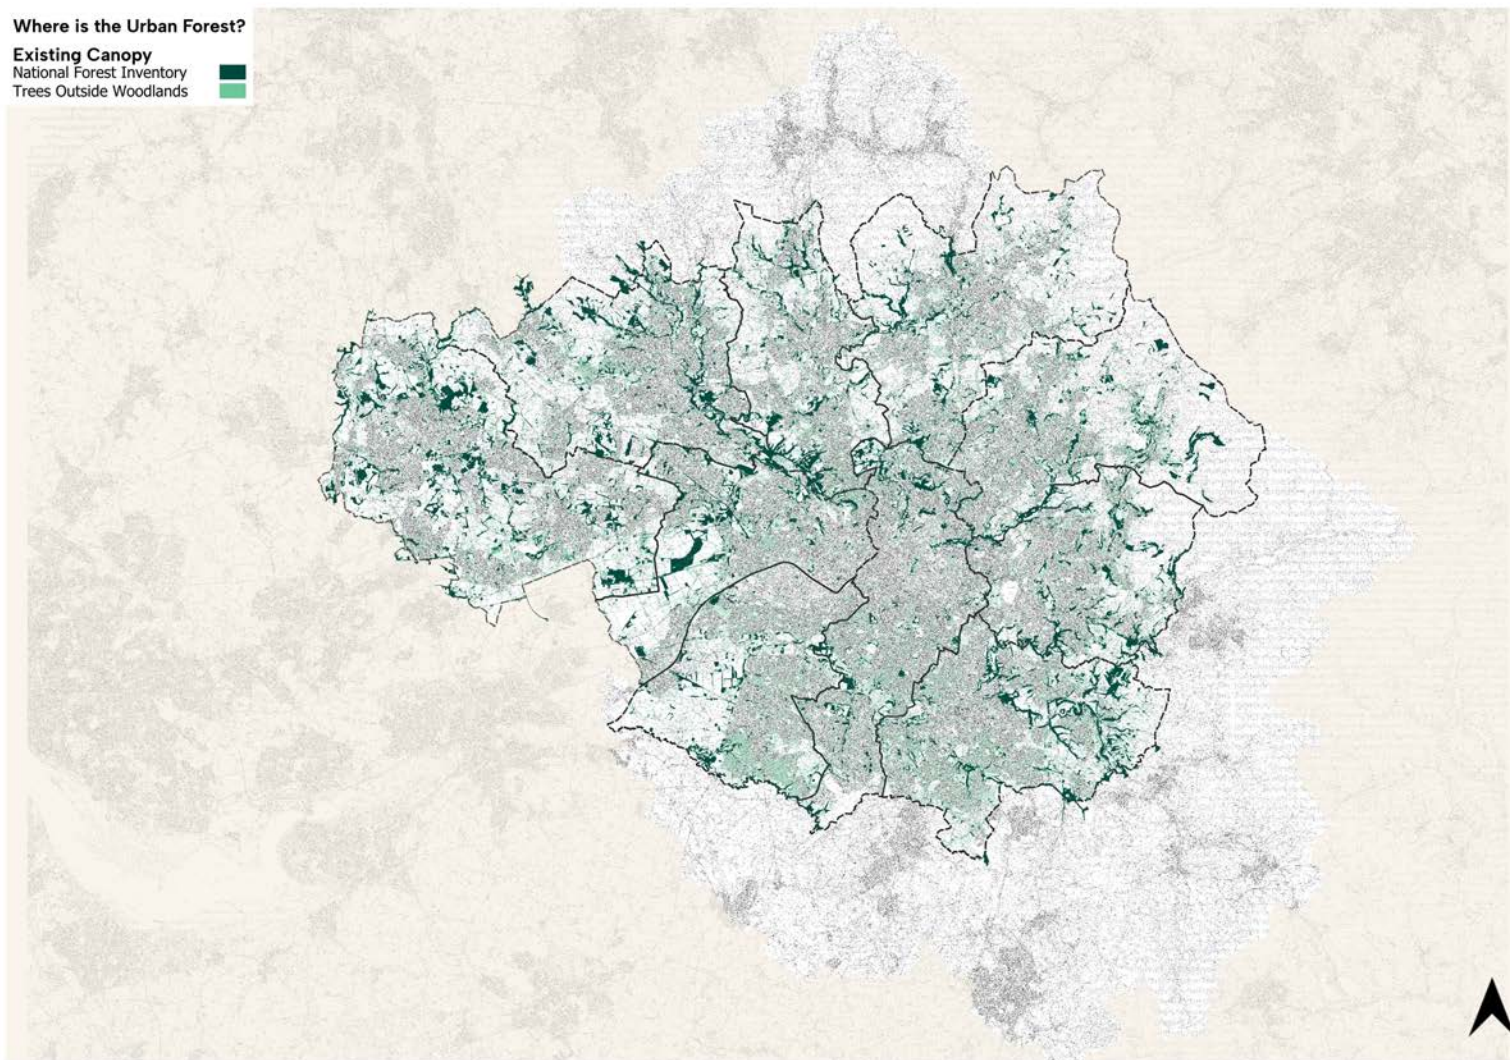 Where is the Urban Forest?
Existing Canopy
National Forest Inventory
Trees Outside Woodlands